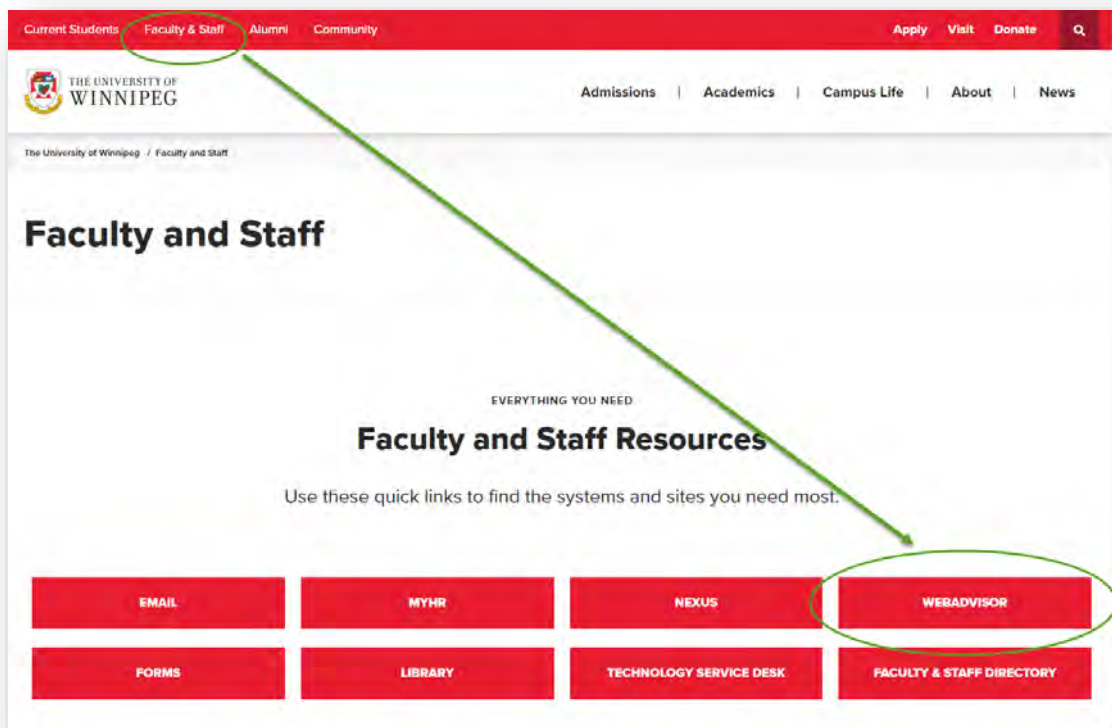 Current Students Faculty & Staff Alumni Community Apply Visit Donate
THE UNIVERSITY OF
WINNIPEG
Admissions | Academics | Campus Life | About | News
The University of Winnipeg / Faculty and Staff
Faculty and Staff
EVERYTHING YOU NEED
Faculty and Staff Resources
Use these quick links to find the systems and sites you need most.
EMAIL MYHR NEXUS WEBADVISOR
FORMS LIBRARY TECHNOLOGY SERVICE DESK FACULTY & STAFF DIRECTORY